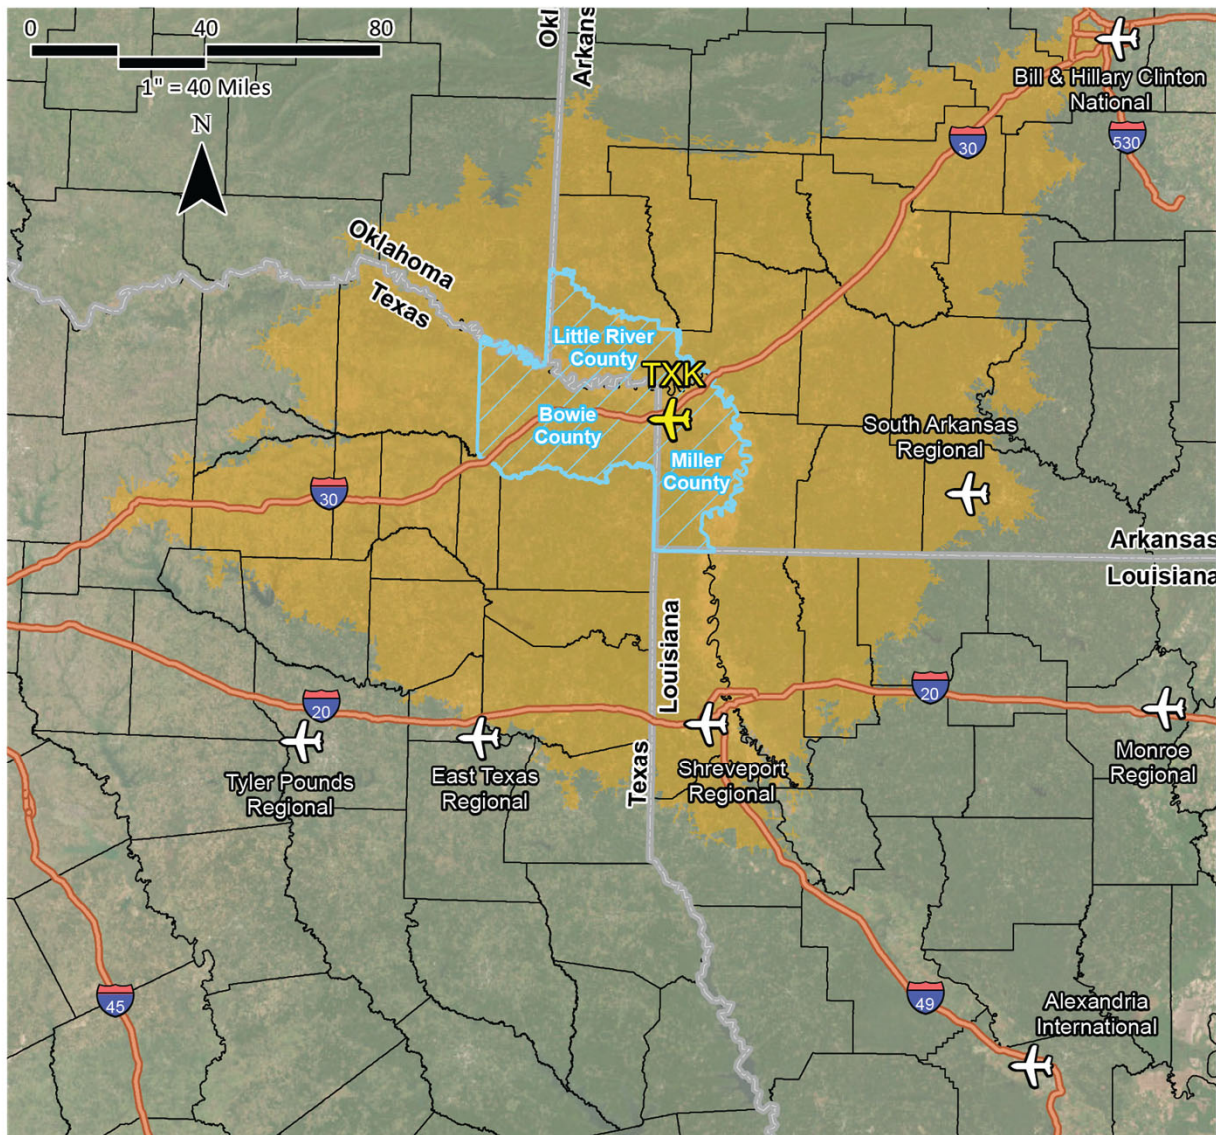 0 40 80
1" = 40 Miles
N
Okl
Arkans
Bill & Hillary Clinton
National
30
530
Oklahoma
Texas
Little River
County
TXK
Bowie
County
Miller
County
South Arkansas
Regional
30
Arkansas
Louisiana
Louisiana
Texas
20
20
Tyler Pounds
Regional
East Texas
Regional
Shreveport
Regional
Monroe
Regional
45
49
Alexandria
International